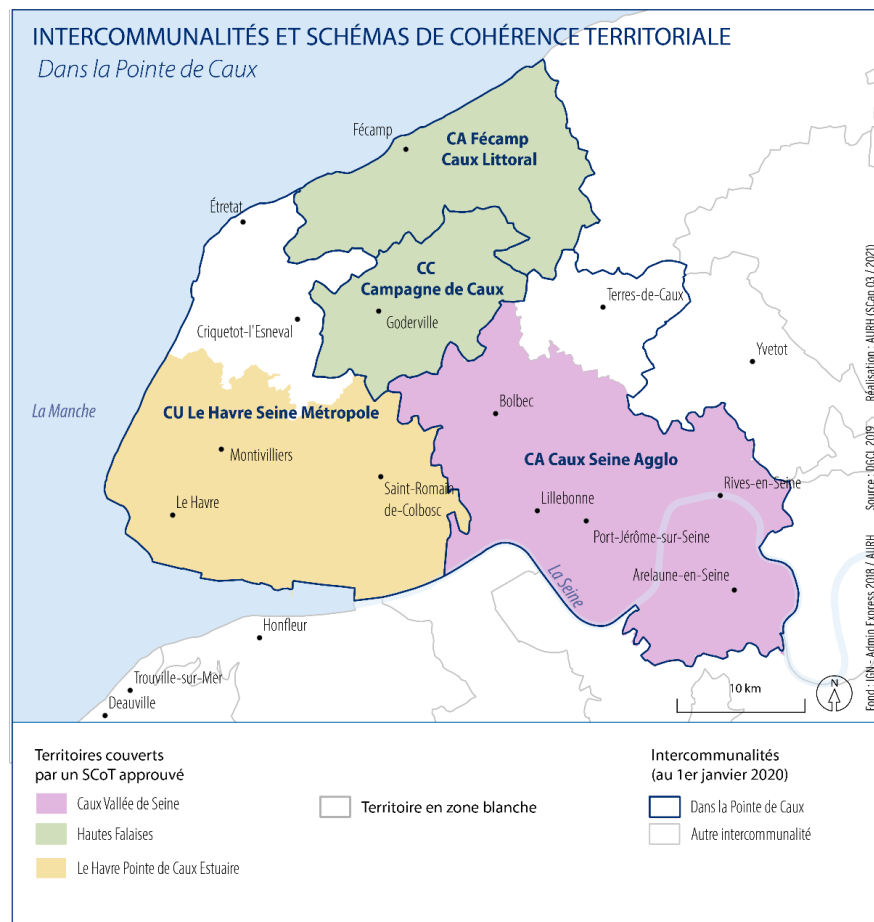 INTERCOMMUNALITÉS ET SCHÉMAS DE COHÉRENCE TERRITORIALE
Dans la Pointe de Caux
Fécamp
CA Fécamp
Caux Littoral
Étretat
CC
Campagne de Caux
Goderville
Terres-de-Caux
Criquetot-l'Esneval
Yvetot
La Manche
CU Le Havre Seine Métropole
Bolbec
Montivilliers
CA Caux Seine Agglo
Saint-Romain
de-Colbosc
Rives-en-Seine
Le Havre
Lillebonne
Port-Jérôme-sur-Seine
La Seine
Arelaune-en-Seine
Honfleur
Trouville-sur-Mer
Deauville
10 km
N
Fond : IGN - Admin Express 2018 / AURH Source : DGCL 2019 Réalisation : AURH (SCap 03 / 2021)
Territoires couverts
par un SCoT approuvé
Caux Vallée de Seine
Hautes Falaises
Le Havre Pointe de Caux Estuaire
Territoire en zone blanche
Intercommunalités
(au 1er janvier 2020)
Dans la Pointe de Caux
Autre intercommunalité